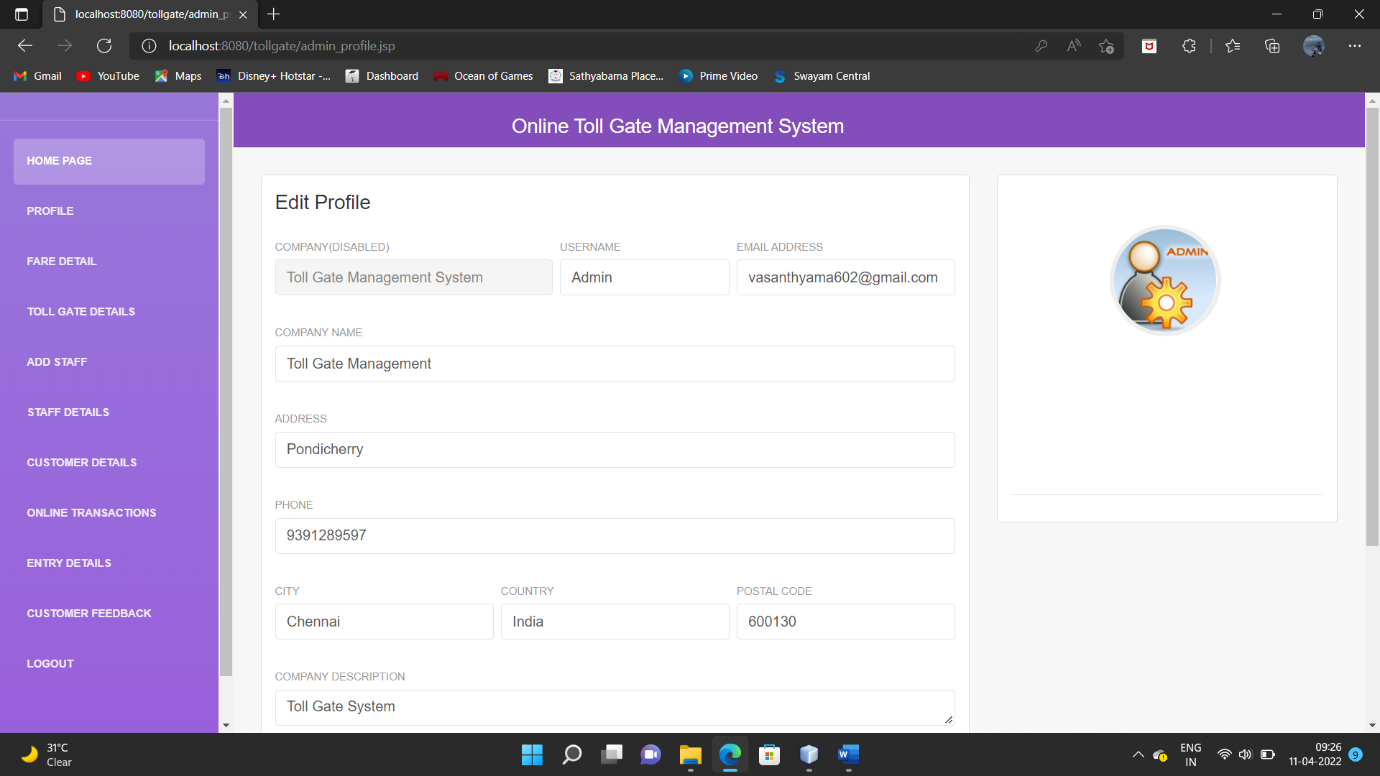 localhost:8080/tollgate/admin_p
localhost:8080/tollgate/admin_profile.jsp
Gmail YouTube Maps Disney+ Hotstar -... Dashboard Ocean of Games Sathyabama Place... Prime Video Swayam Central
Online Toll Gate Management System
HOME PAGE
PROFILE
FARE DETAIL
TOLL GATE DETAILS
ADD STAFF
STAFF DETAILS
CUSTOMER DETAILS
ONLINE TRANSACTIONS
ENTRY DETAILS
CUSTOMER FEEDBACK
LOGOUT
Edit Profile
COMPANY(DISABLED) USERNAME EMAIL ADDRESS
Toll Gate Management System Admin vasanthyama602@gmail.com
COMPANY NAME
Toll Gate Management
ADDRESS
Pondicherry
PHONE
9391289597
CITY COUNTRY POSTAL CODE
Chennai India 600130
COMPANY DESCRIPTION
Toll Gate System
ADMIN
31°C
Clear
ENG
IN
09:26
11-04-2022
9